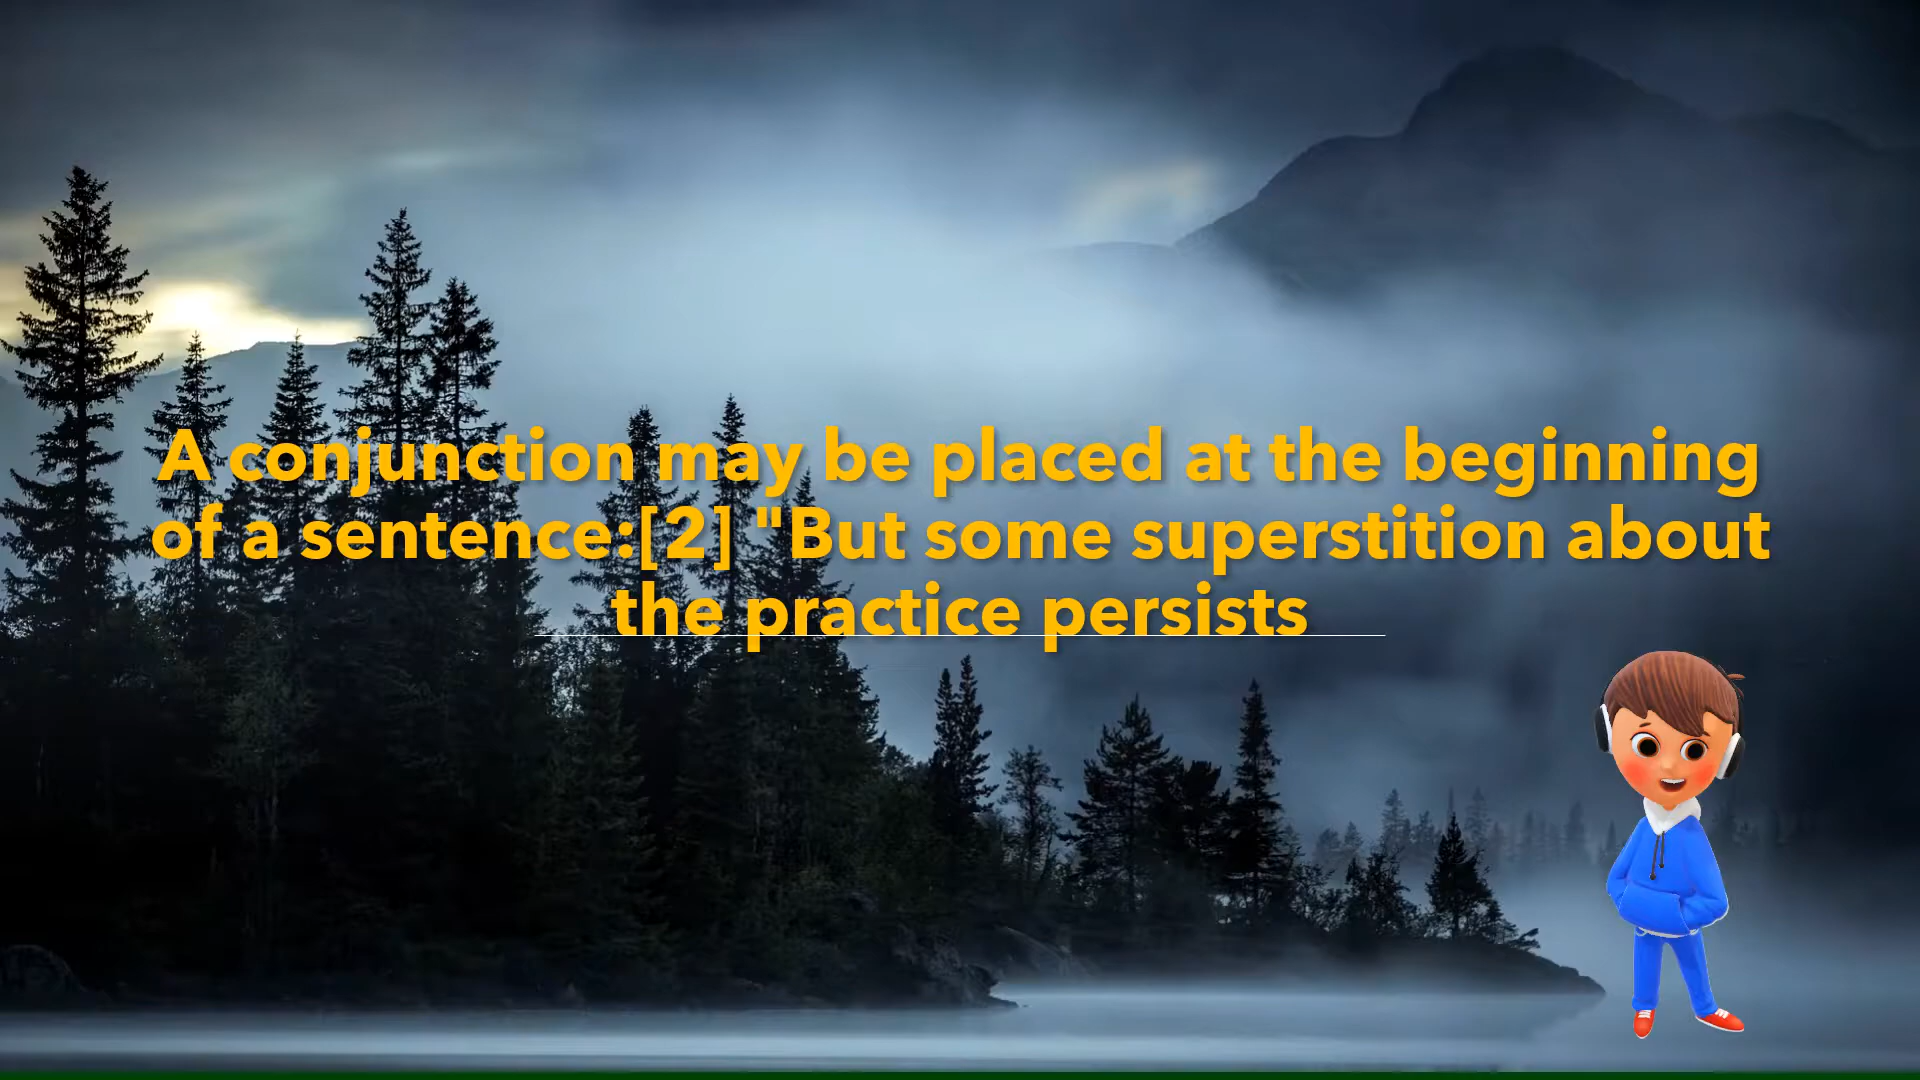 A conjunction may be placed at the beginning
of a sentence:[2] "But some superstition about
the practice persists